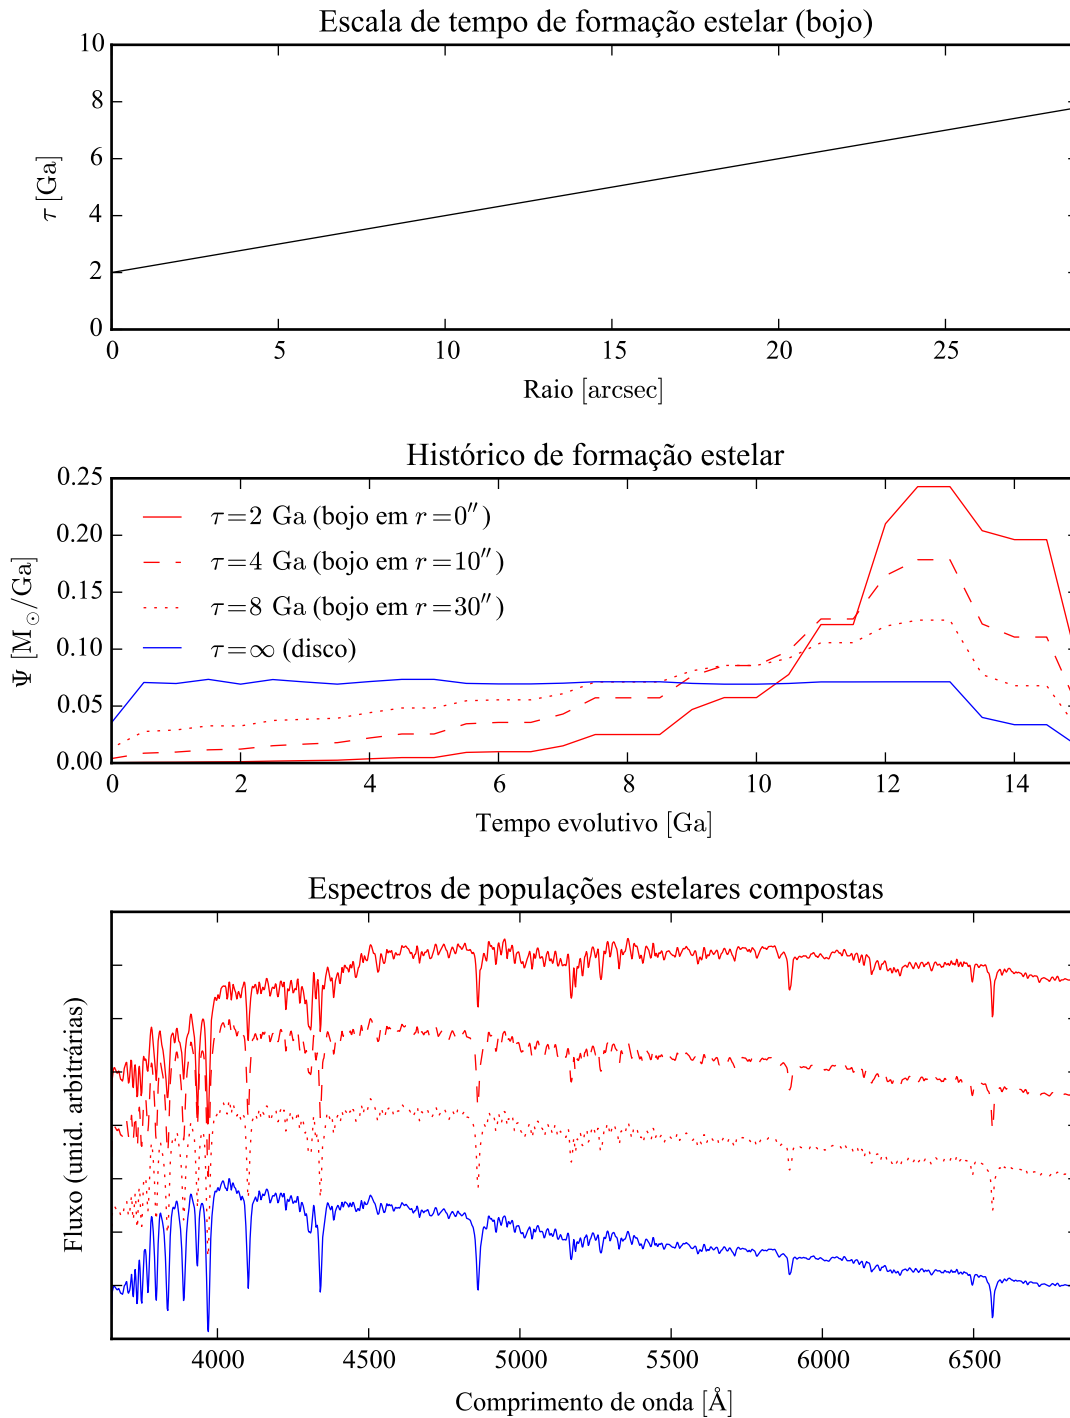 Escala de tempo de formação estelar (bojo)
10
8
6
4
2
0
τ [Ga]
0 5 10 15 20 25
Raio [arcsec]
Histórico de formação estelar
0.25
0.20
0.15
0.10
0.05
0.00
Ψ [M⊙/Ga]
τ=2 Ga (bojo em r=0″)
τ=4 Ga (bojo em r=10″)
τ=8 Ga (bojo em r=30″)
τ=∞ (disco)
0 2 4 6 8 10 12 14
Tempo evolutivo [Ga]
Espectros de populações estelares compostas
Fluxo (unid. arbitrárias)
4000 4500 5000 5500 6000 6500
Comprimento de onda [Å]